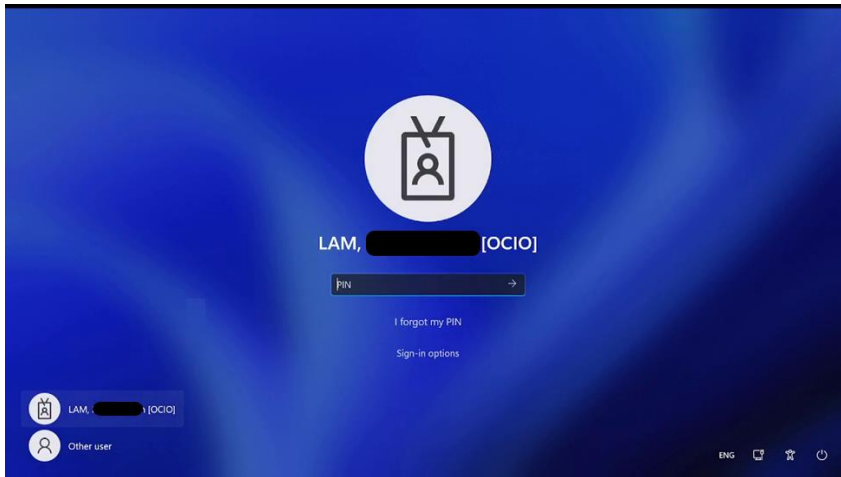 LAM, [OCIO]
PIN
I forgot my PIN
Sign-in options
LAM, [OCIO]
Other user
ENG